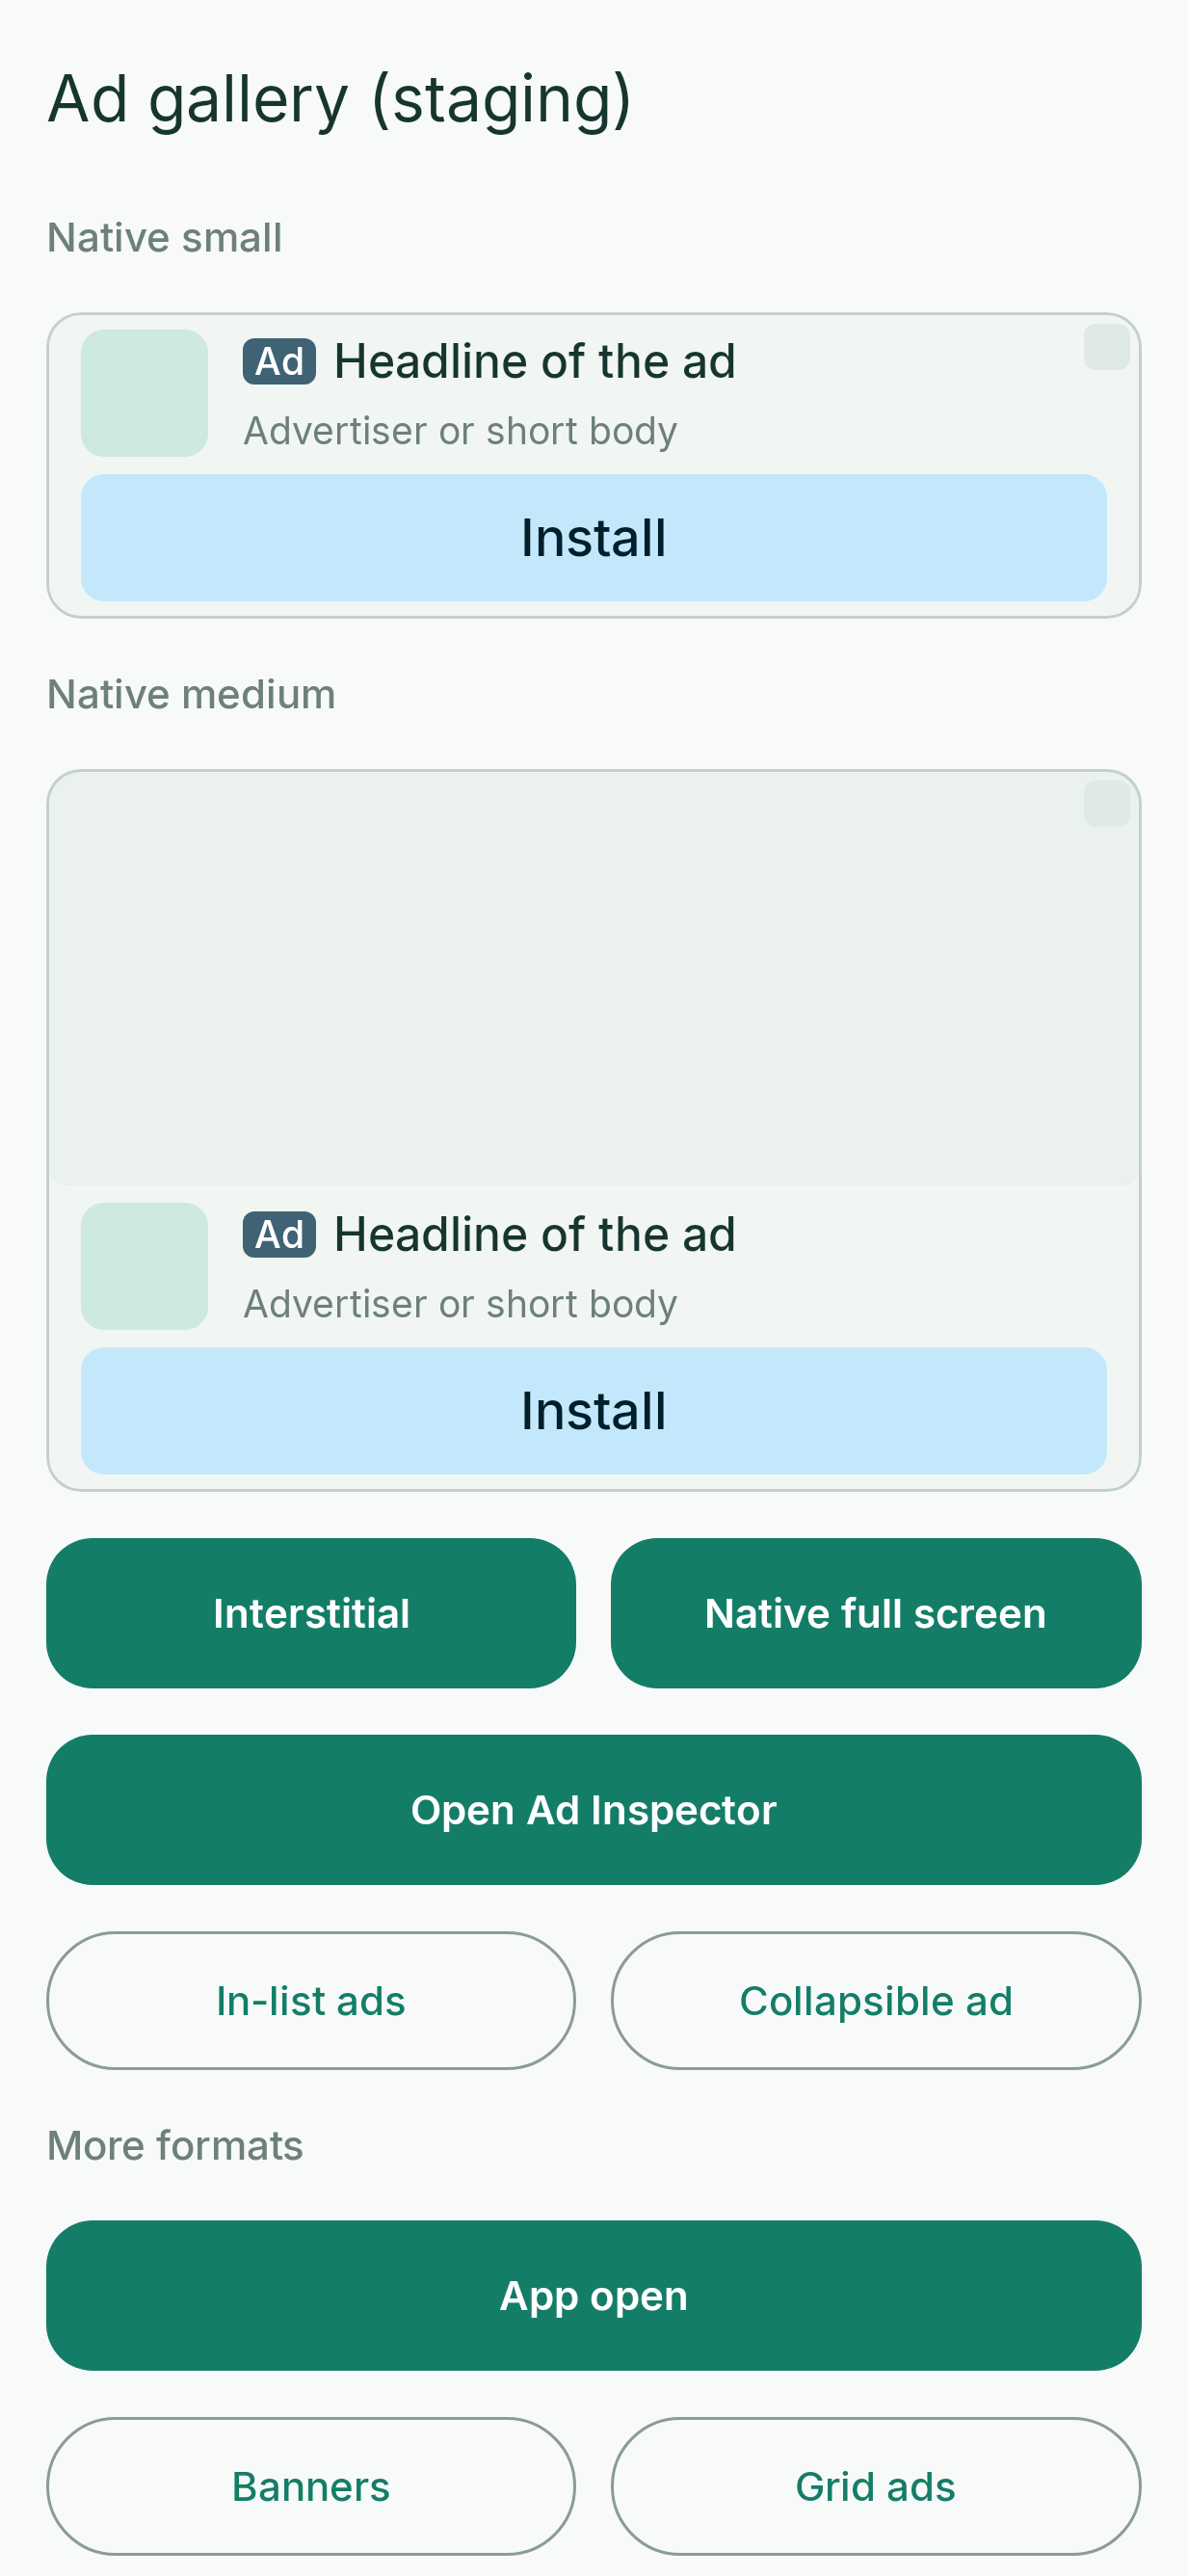 Ad gallery (staging)
Native small
Ad Headline of the ad
Advertiser or short body
Install
Native medium
Ad Headline of the ad
Advertiser or short body
Install
Interstitial
Native full screen
Open Ad Inspector
In-list ads
Collapsible ad
More formats
App open
Banners
Grid ads